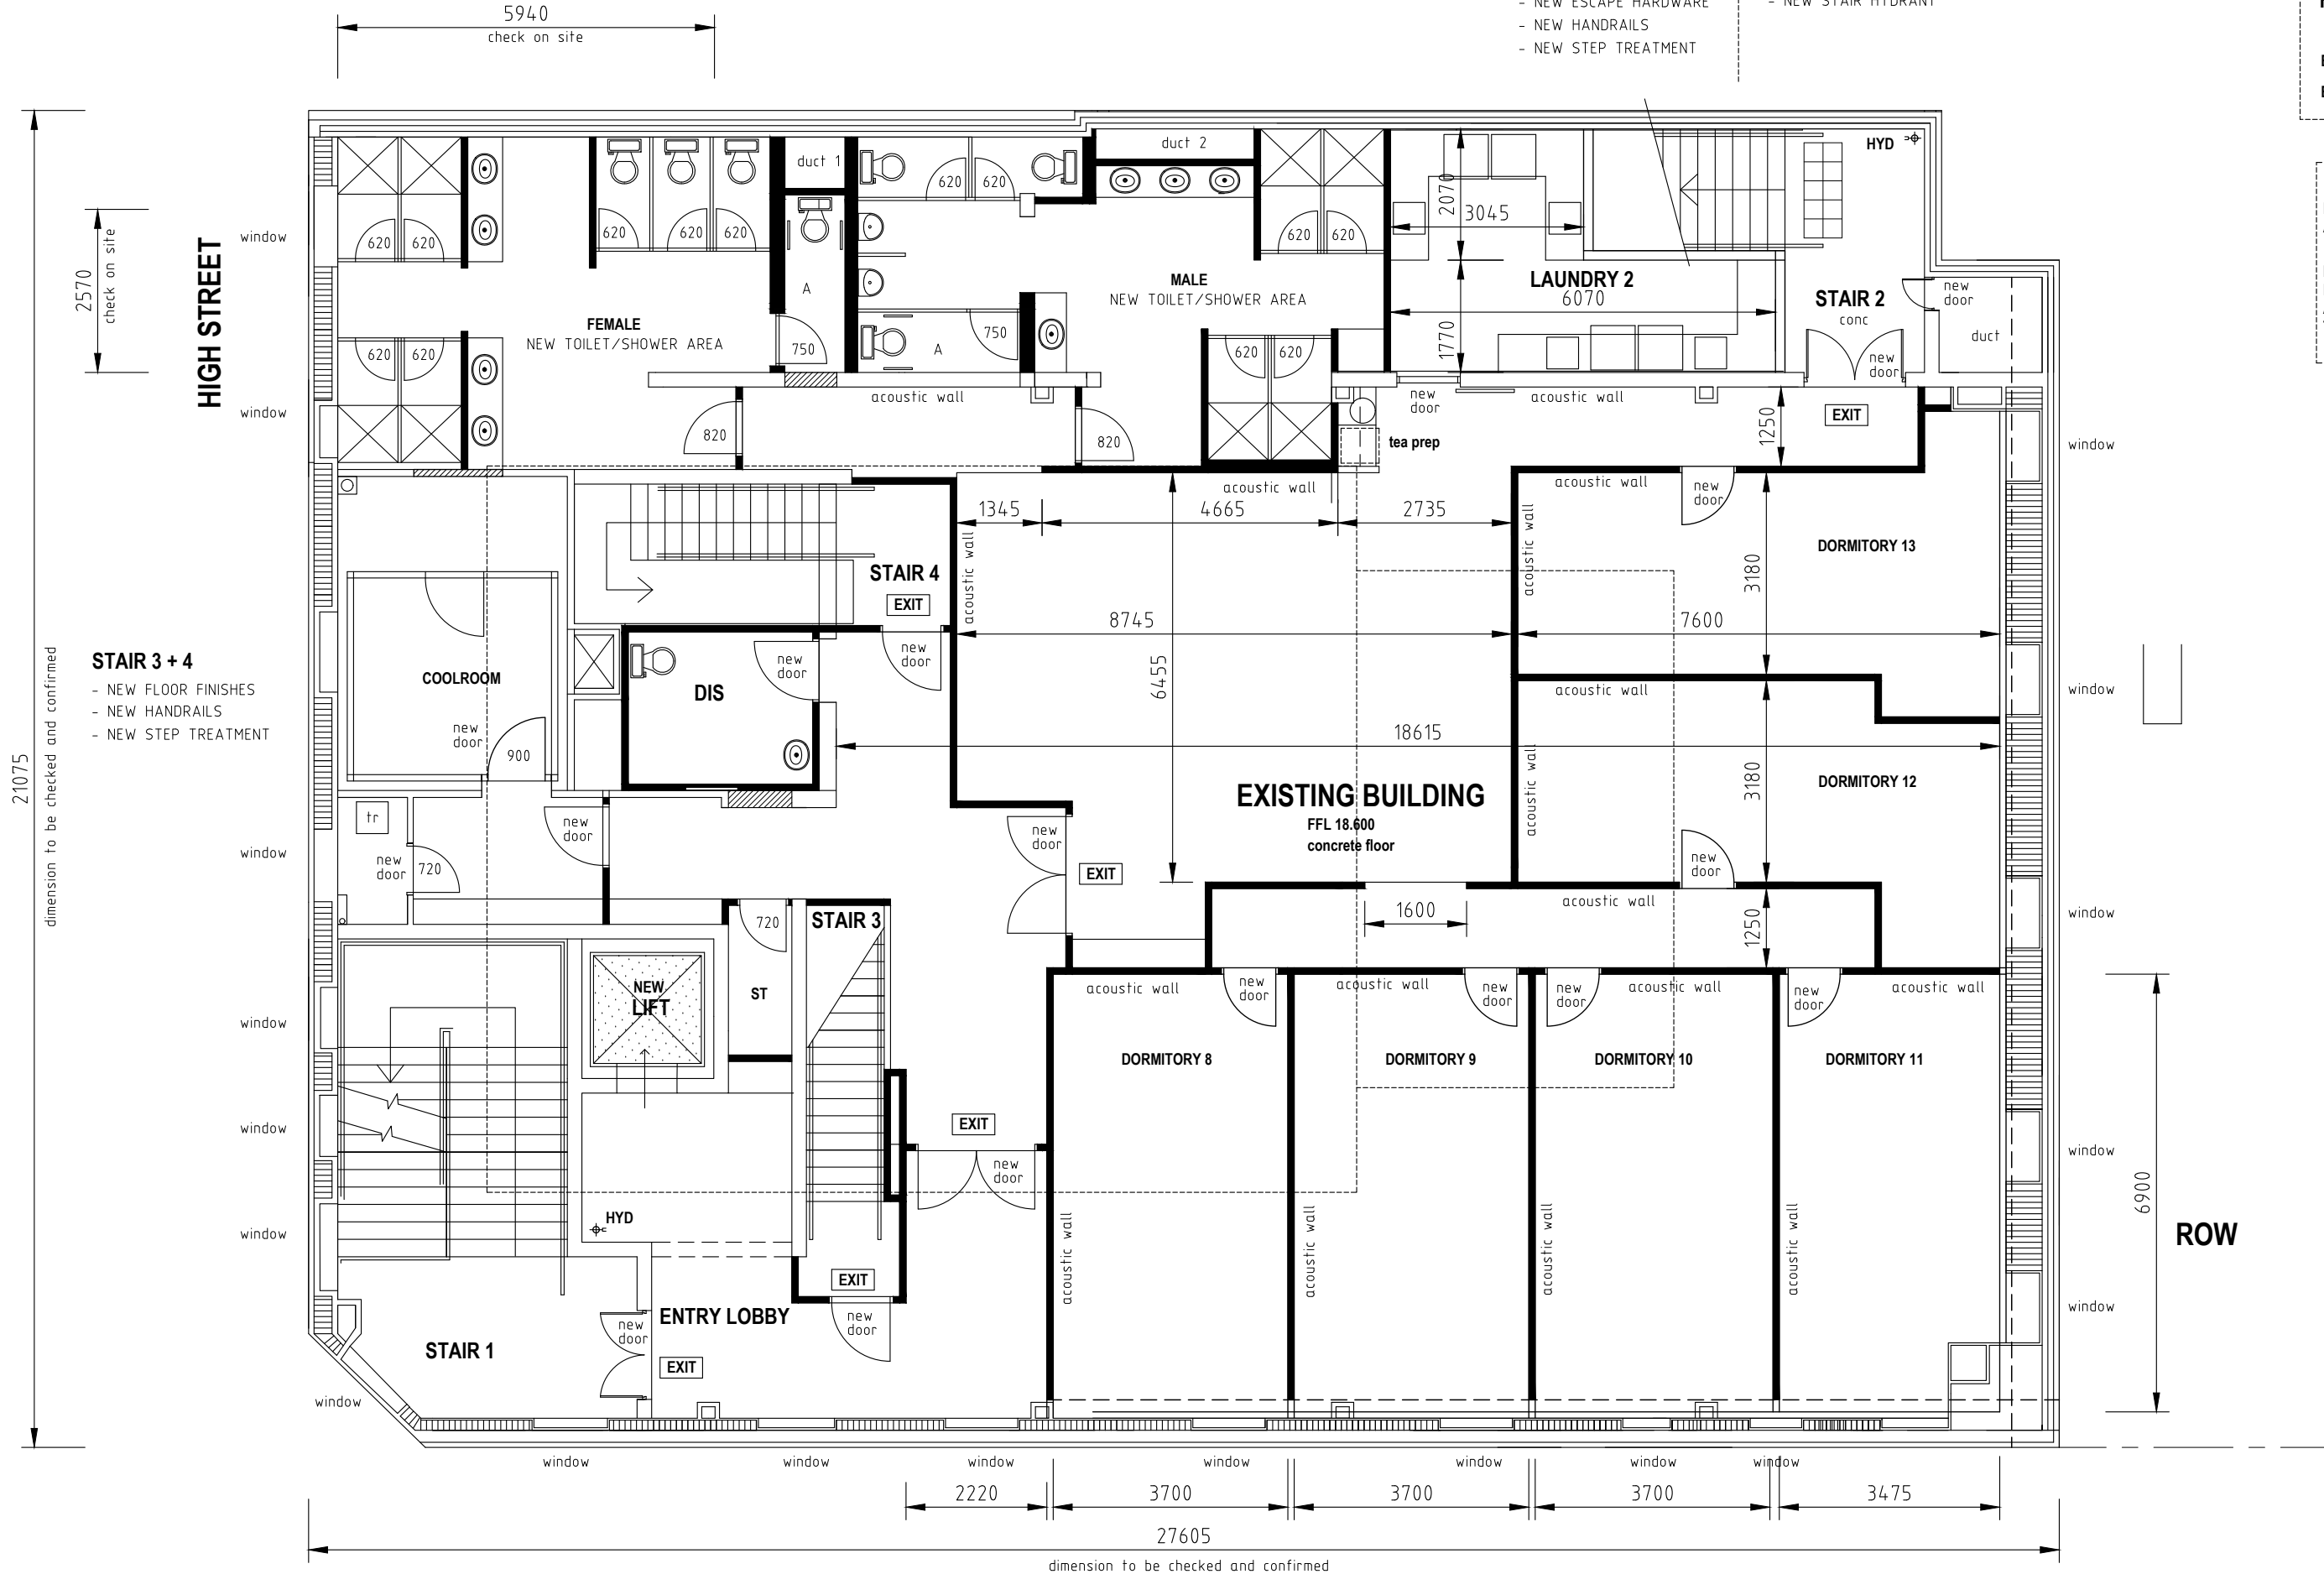 5940
check on site
- NEW ESCAPE HARDWARE
- NEW HANDRAILS
- NEW STEP TREATMENT
- NEW STAIR HYDRANT
HIGH STREET
2570
check on site
21075
dimension to be checked and confirmed
window
window
window
window
window
window
window
STAIR 3 + 4
- NEW FLOOR FINISHES
- NEW HANDRAILS
- NEW STEP TREATMENT
620
620
620
620
620
620
620
FEMALE
NEW TOILET/SHOWER AREA
duct 1
A
750
620
620
A
750
duct 2
MALE
NEW TOILET/SHOWER AREA
620
620
620
620
2070
3045
LAUNDRY 2
6070
1770
HYD
STAIR 2
conc
new
door
duct
new
door
820
acoustic wall
820
new
door
tea prep
acoustic wall
1250
EXIT
window
acoustic wall
1345
4665
2735
acoustic wall
acoustic wall
new
door
acoustic wall
DORMITORY 13
3180
7600
STAIR 4
EXIT
8745
6455
new
door
new
door
DIS
COOLROOM
new
door
900
acoustic wall
window
18615
EXISTING BUILDING
FFL 18.600
concrete floor
acoustic wall
3180
DORMITORY 12
new
door
tr
new
door
720
new
door
new
door
EXIT
1600
acoustic wall
1250
window
720
STAIR 3
NEW
LIFT
ST
acoustic wall
new
door
acoustic wall
new
door
new
door
acoustic wall
new
door
acoustic wall
DORMITORY 8
DORMITORY 9
DORMITORY 10
DORMITORY 11
EXIT
new
door
window
6900
ROW
HYD
acoustic wall
acoustic wall
acoustic wall
acoustic wall
EXIT
new
door
ENTRY LOBBY
new
door
STAIR 1
EXIT
window
window
window
window
window
window
window
window
window
2220
3700
3700
3700
3475
27605
dimension to be checked and confirmed